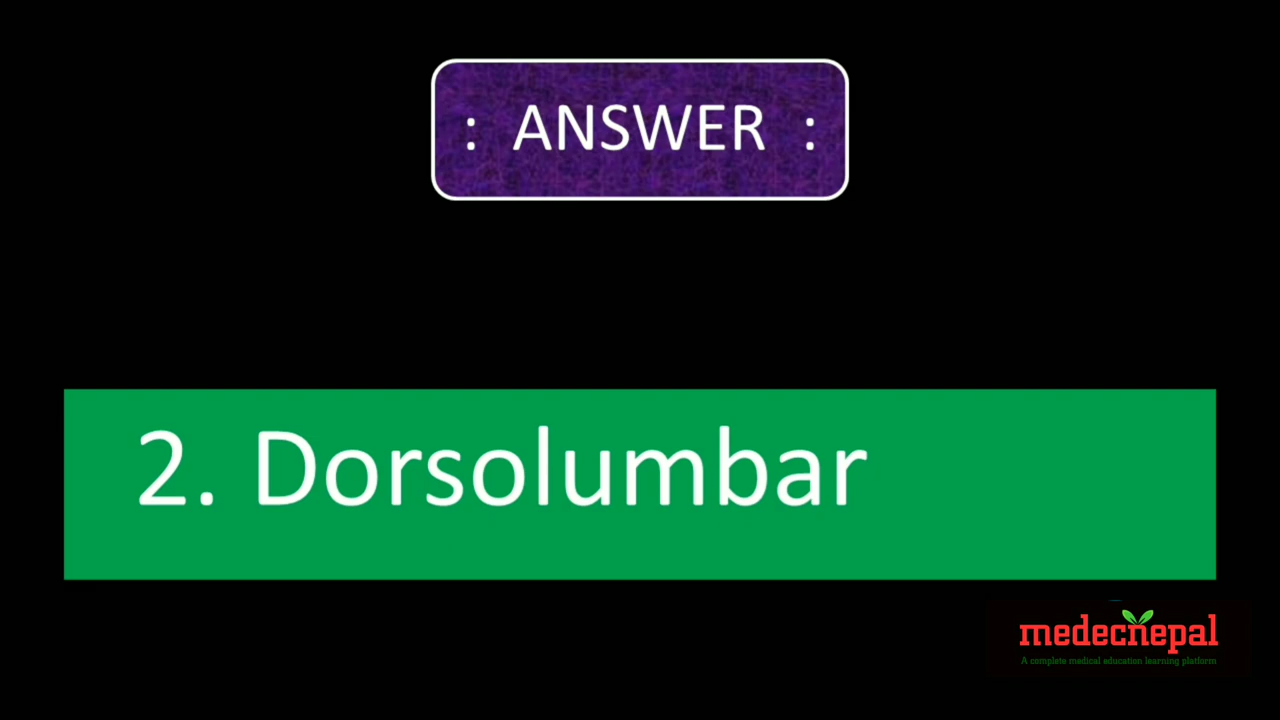 : ANSWER :
2. Dorsolumbar
medecnepal
A complete medical education learning platform